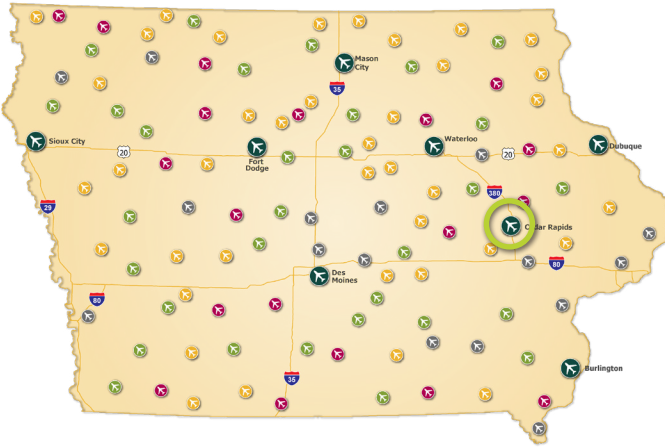 Mason
City
35
Sioux City
20
Fort
Dodge
Waterloo
20
Dubuque
29
380
Cedar Rapids
80
Des
Moines
80
35
Burlington